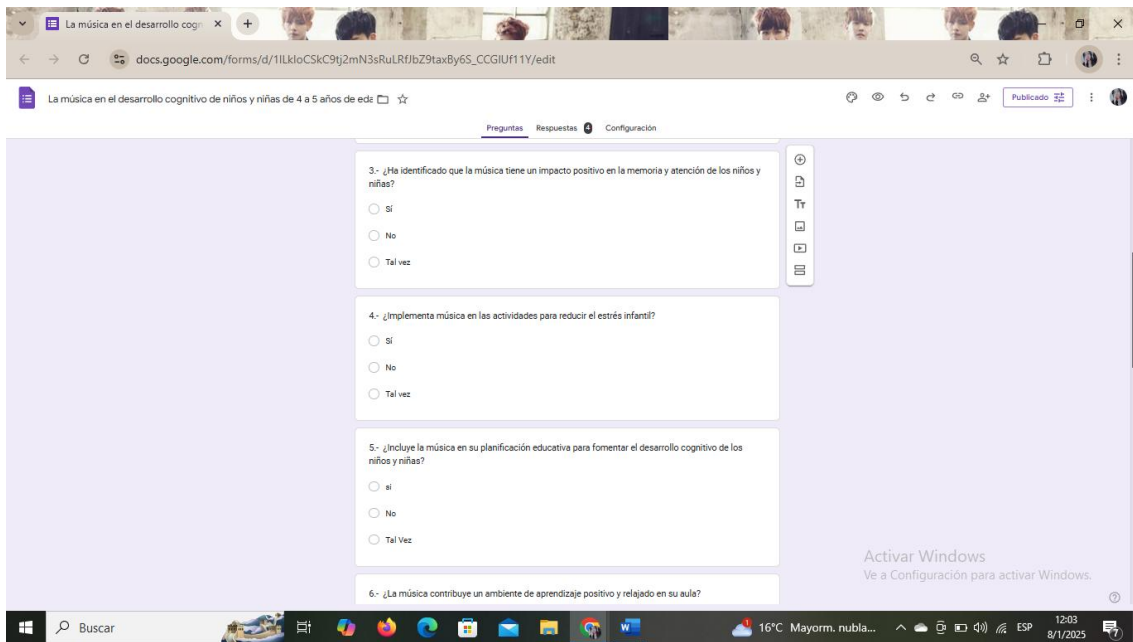 La música en el desarrollo cogn
docs.google.com/forms/d/1ILkIoCSkC9tj2mN3sRuLRfJbZ9taxBy6S_CCGIUf11Y/edit
La música en el desarrollo cognitivo de niños y niñas de 4 a 5 años de eda
Publicado
Preguntas Respuestas 4 Configuración
3.- ¿Ha identificado que la música tiene un impacto positivo en la memoria y atención de los niños y
niñas?
Sí
No
Tal vez
Tт
4.- ¿Implementa música en las actividades para reducir el estrés infantil?
Sí
No
Tal vez
5.- ¿Incluye la música en su planificación educativa para fomentar el desarrollo cognitivo de los
niños y niñas?
sí
No
Tal Vez
6.- ¿La música contribuye un ambiente de aprendizaje positivo y relajado en su aula?
Activar Windows
Ve a Configuración para activar Windows.
Buscar
16°C Mayorm. nubla...
ESP
12:03
8/1/2025
7